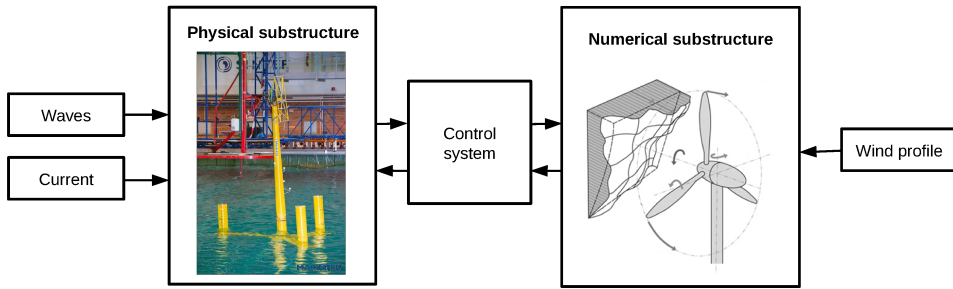 Physical substructure
Numerical substructure
Waves
Current
Control
system
Wind profile